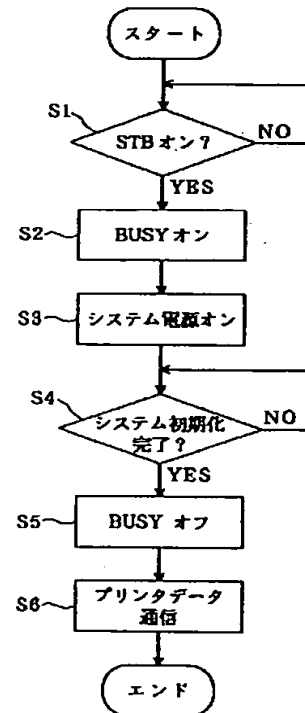 スタート
S1
STBオン?
NO
YES
S2
BUSYオン
S3
システム電源オン
S4
システム初期化
完了?
NO
YES
S5
BUSY オフ
S6
プリンタデータ
通信
エンド